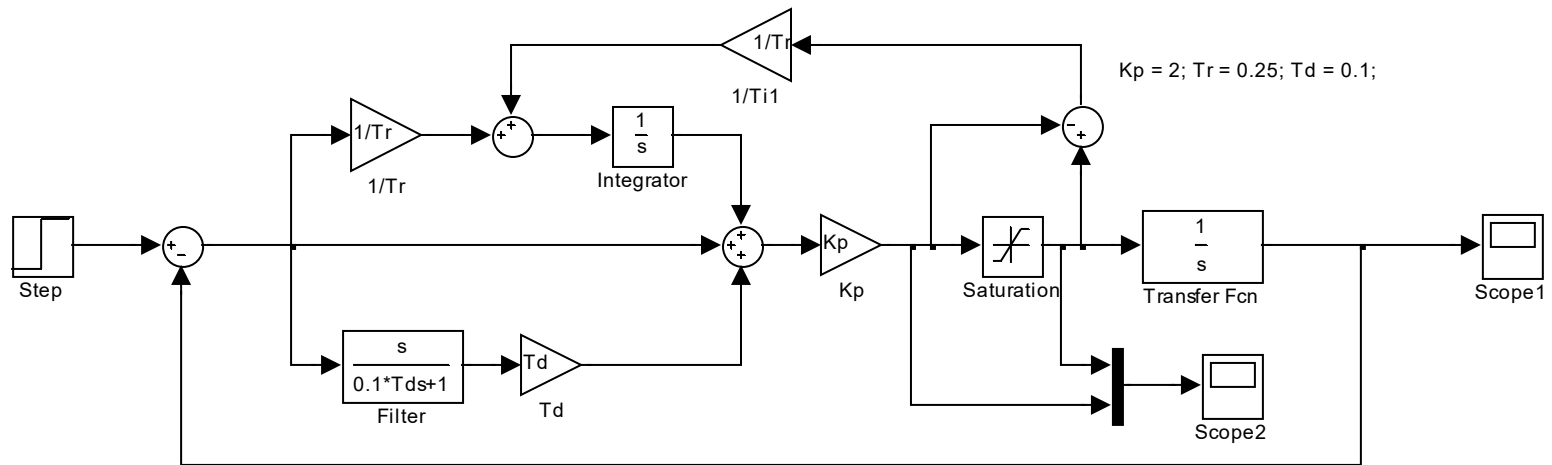 1/Tr
1/Ti1
Kp = 2; Tr = 0.25; Td = 0.1;
1/Tr
1/Tr
1
s
Integrator
Step
Kp
Kp
Saturation
1
s
Transfer Fcn
Scope1
s
0.1*Tds+1
Filter
Td
Td
Scope2